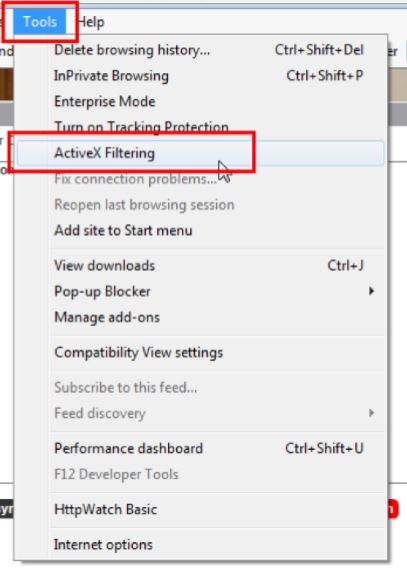 Tools Help
Delete browsing history... Ctrl+Shift+Del
InPrivate Browsing Ctrl+Shift+P
Enterprise Mode
Turn on Tracking Protection
ActiveX Filtering
Fix connection problems...
Reopen last browsing session
Add site to Start menu
View downloads Ctrl+J
Pop-up Blocker
Manage add-ons
Compatibility View settings
Subscribe to this feed...
Feed discovery
Performance dashboard Ctrl+Shift+U
F12 Developer Tools
HttpWatch Basic
Internet options